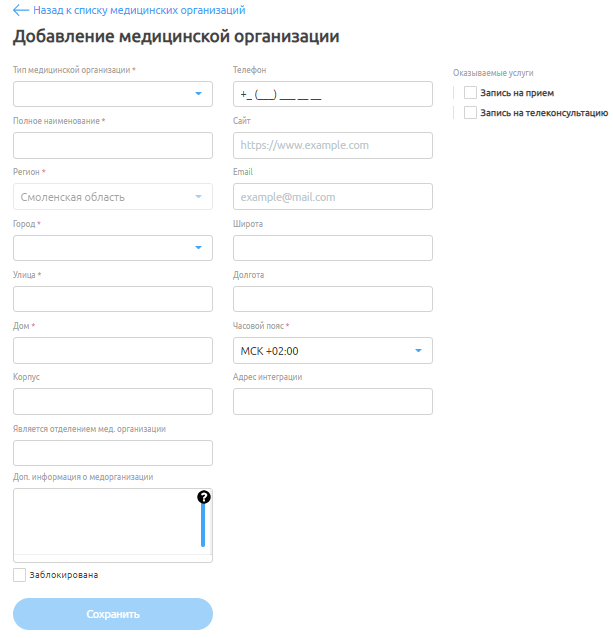 Назад к списку медицинских организаций
Добавление медицинской организации
Тип медицинской организации *
Полное наименование *
Регион *
Смоленская область
Город *
Улица *
Дом *
Корпус
Является отделением мед. организации
Доп. информация о медорганизации
?
Заблокирована
Сохранить
Телефон
+_ (___) ___ __ __
Сайт
https://www.example.com
Email
example@mail.com
Широта
Долгота
Часовой пояс *
МСК +02:00
Адрес интеграции
Оказываемые услуги
Запись на прием
Запись на телеконсультацию